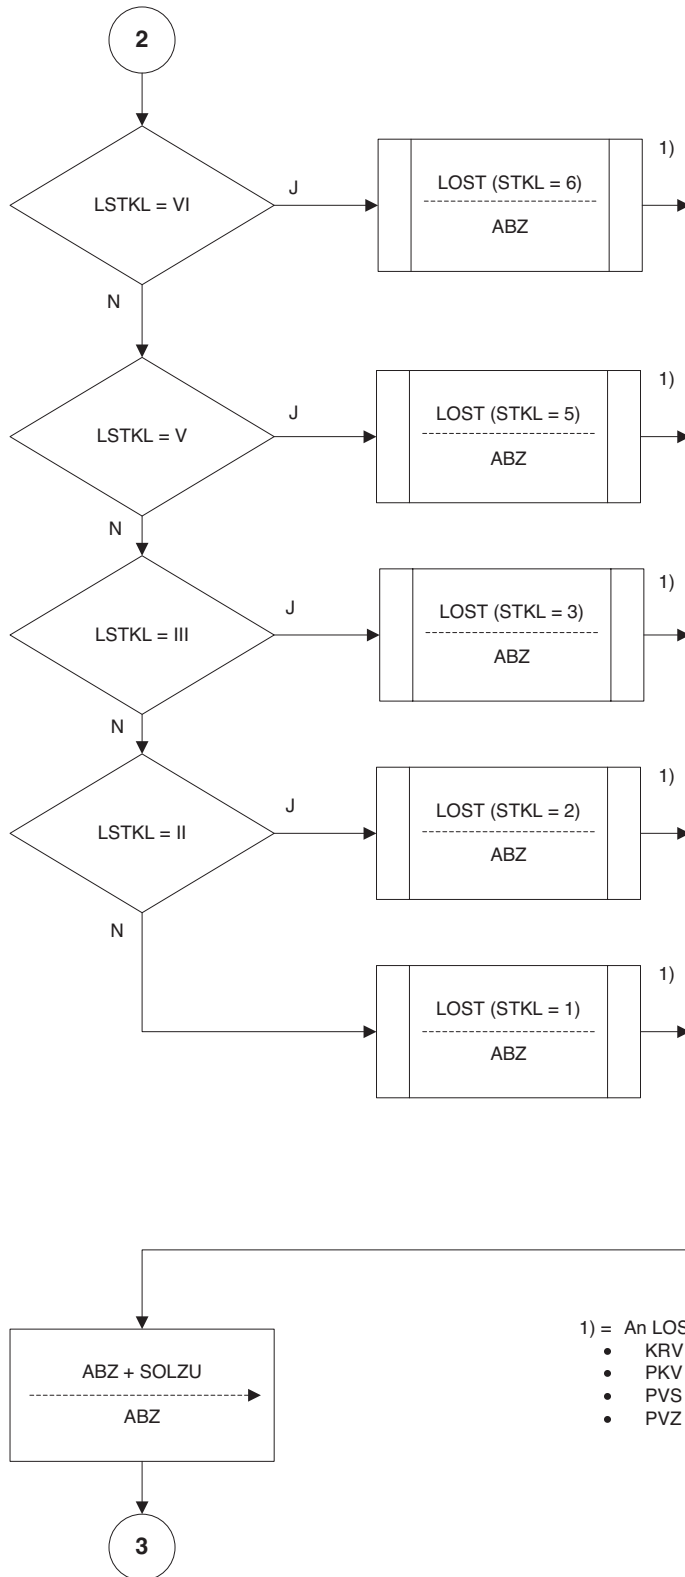 2
LSTKL = VI
J
LOST (STKL = 6)
ABZ
1)
N
LSTKL = V
J
LOST (STKL = 5)
ABZ
1)
N
LSTKL = III
J
LOST (STKL = 3)
ABZ
1)
N
LSTKL = II
J
LOST (STKL = 2)
ABZ
1)
N
LOST (STKL = 1)
ABZ
1)
ABZ + SOLZU
ABZ
1) = An LOS
• KRV
• PKV
• PVS
• PVZ
3